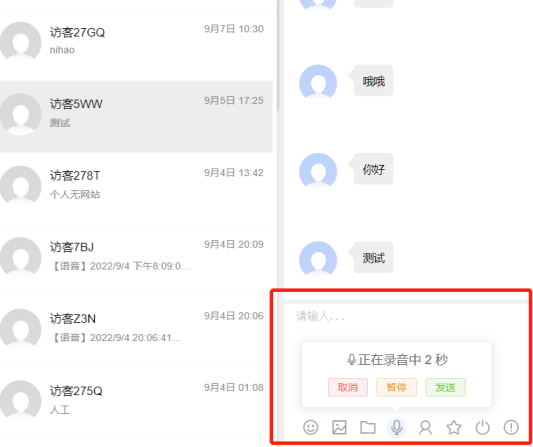 访客27GQ 9月7日 10:30
nihao
访客5WW 9月5日 17:25
测试
访客278T 9月4日 13:42
个人无网站
访客7BJ 9月4日 20:09
【语音】2022/9/4 下午8:09:0...
访客Z3N 9月4日 20:06
【语音】2022/9/4 20:06:41...
访客275Q 9月4日 01:08
人工
哦哦
你好
测试
请输入...
正在录音中 2 秒
取消 暂停 发送